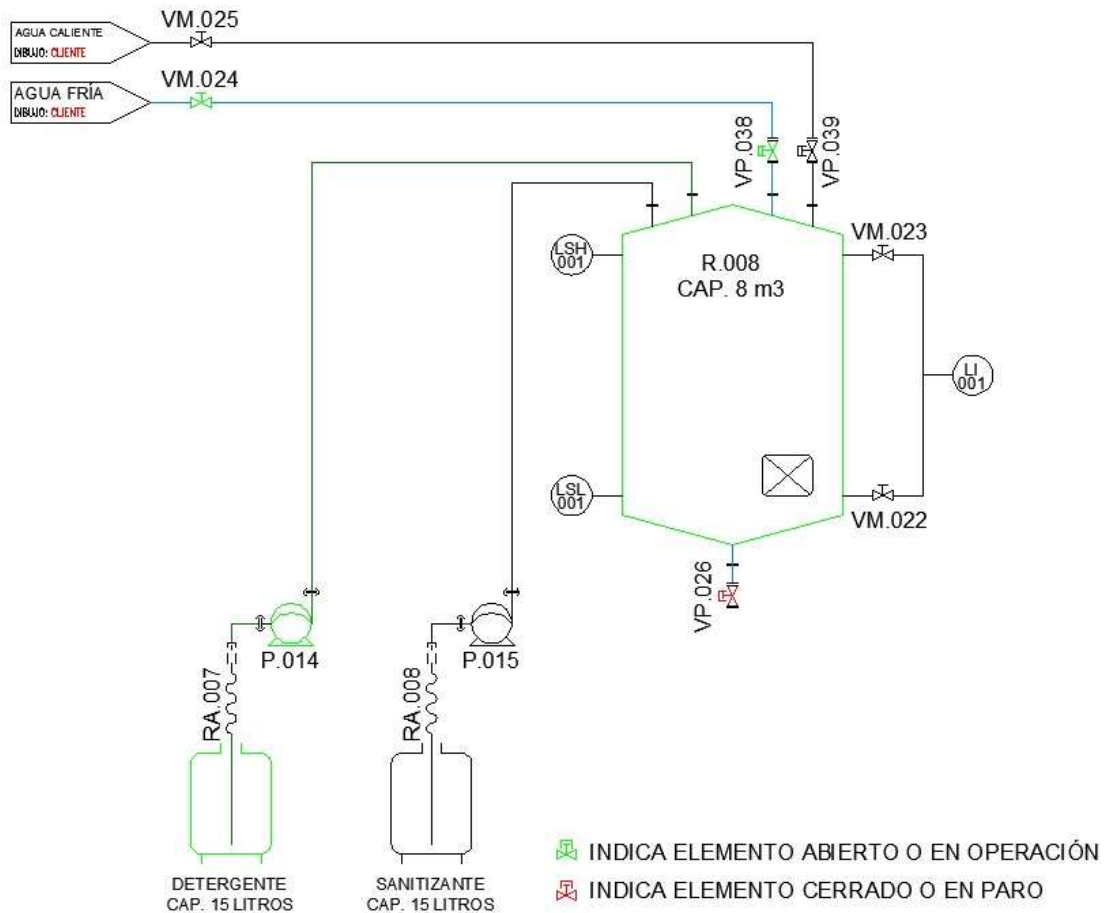 VM.025
AGUA CALIENTE
DIBUJO: CLIENTE
VM.024
AGUA FRÍA
DIBUJO: CLIENTE
VP.038
VP.039
VM.023
LSH
001
R.008
CAP. 8 m3
LI
001
LSL
001
VM.022
VP.026
P.014
P.015
RA.007
RA.008
DETERGENTE
CAP. 15 LITROS
SANITIZANTE
CAP. 15 LITROS
INDICA ELEMENTO ABIERTO O EN OPERACIÓN
INDICA ELEMENTO CERRADO O EN PARO